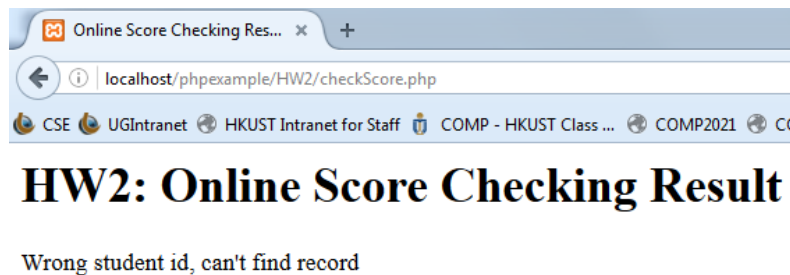 Online Score Checking Res... × +
localhost/phpexample/HW2/checkScore.php
CSE UGIntranet HKUST Intranet for Staff COMP - HKUST Class ... COMP2021
HW2: Online Score Checking Result
Wrong student id, can't find record